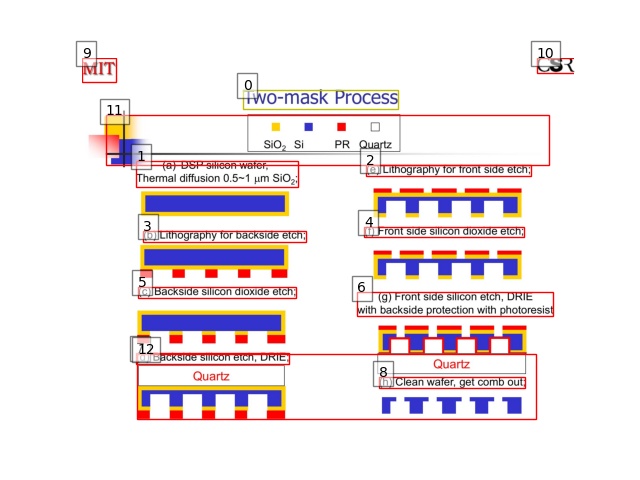 9
10
MIT
CSR
0
Two-mask Process
11
SiO2 Si PR Quartz
1
(a) DSP silicon wafer,
Thermal diffusion 0.5~1 μm SiO2;
2
(e) Lithography for front side etch;
3
(b) Lithography for backside etch;
4
(f) Front side silicon dioxide etch;
5
(c) Backside silicon dioxide etch;
6
(g) Front side silicon etch, DRIE
with backside protection with photoresist
12
Backside silicon etch, DRIE;
Quartz
Quartz
8
(h) Clean wafer, get comb out;